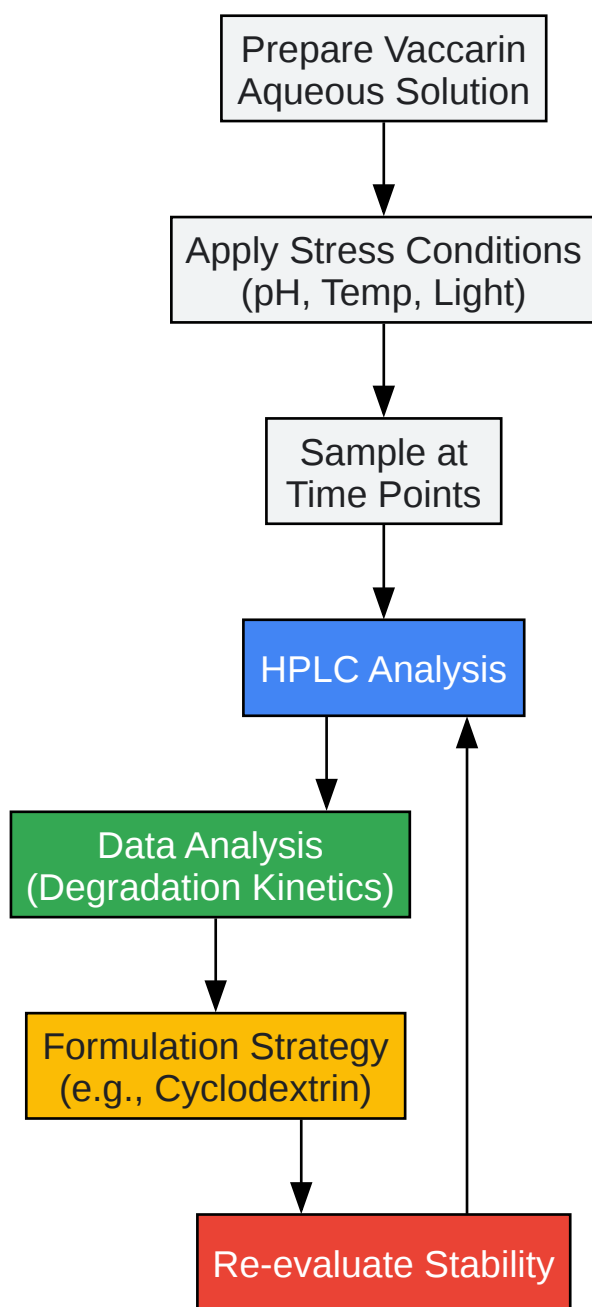 Prepare Vaccarin
Aqueous Solution
Apply Stress Conditions
(pH, Temp, Light)
Sample at
Time Points
HPLC Analysis
Data Analysis
(Degradation Kinetics)
Formulation Strategy
(e.g., Cyclodextrin)
Re-evaluate Stability